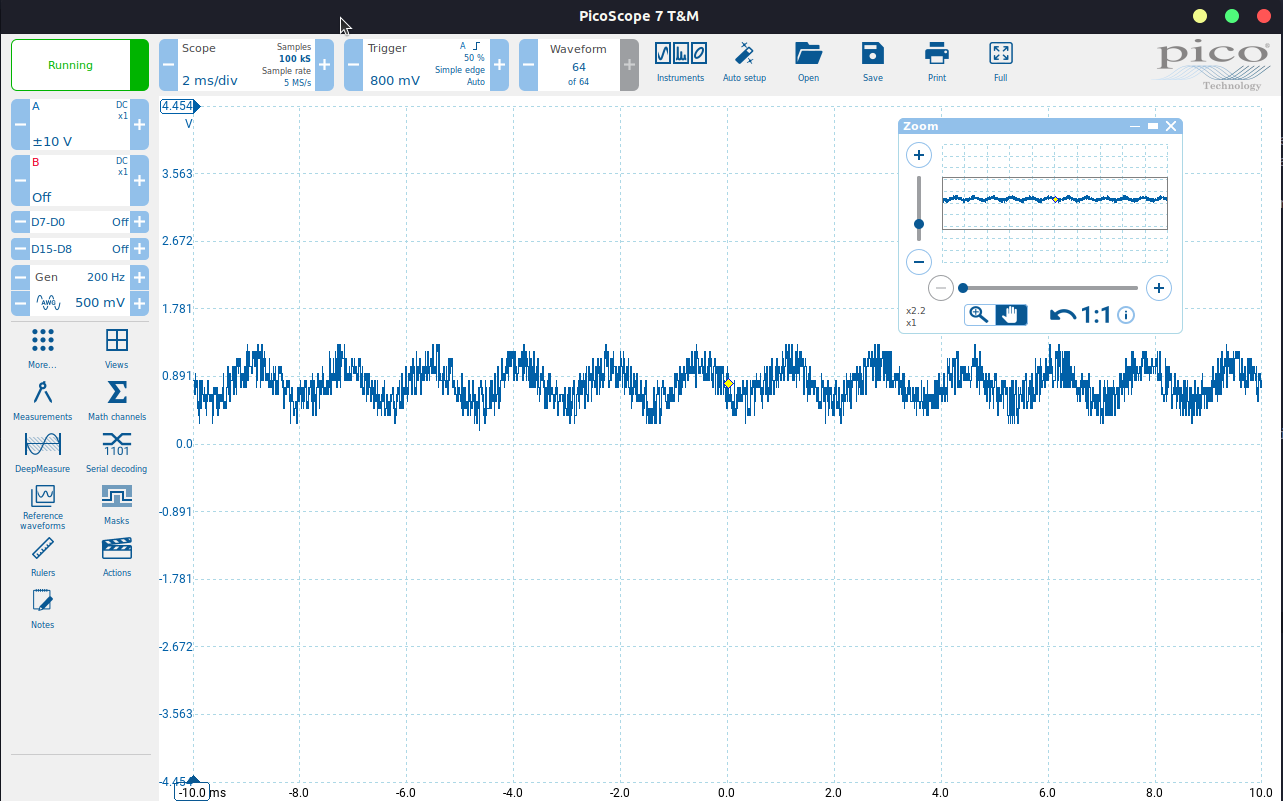 PicoScope 7 T&M
Running
Scope
2 ms/div
Samples
100 kS
Sample rate
5 MS/s
Trigger
800 mV
A
50 %
Simple edge
Auto
Waveform
64
of 64
Instruments
Auto setup
Open
Save
Print
Full
pico
Technology
A
DC
x1
±10 V
B
DC
x1
Off
D7-D0 Off
D15-D8 Off
Gen 200 Hz
AWG 500 mV
More...
Views
Measurements
Math channels
DeepMeasure
1101
Serial decoding
Reference
waveforms
Masks
Rulers
Actions
Notes
4.454
V
3.563
2.672
1.781
0.891
0.0
-0.891
-1.781
-2.672
-3.563
-4.454
-10.0 ms
-8.0
-6.0
-4.0
-2.0
0.0
2.0
4.0
6.0
8.0
10.0
Zoom
x2.2
x1
1:1